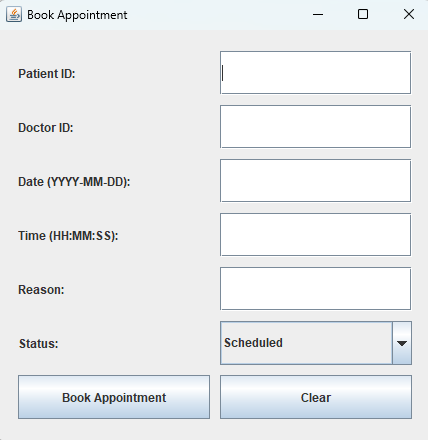 Book Appointment
Patient ID:
Doctor ID:
Date (YYYY-MM-DD):
Time (HH:MM:SS):
Reason:
Status: Scheduled
Book Appointment Clear